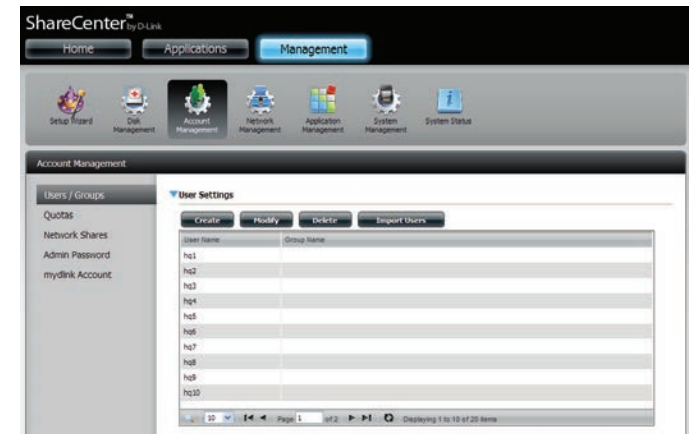 ShareCenter™ by D-Link
Home Applications Management
Setup Wizard Disk Management Account Management Network Management Application Management System Management System Status
Account Management
Users / Groups
Quotas
Network Shares
Admin Password
mydlink Account
User Settings
Create Modify Delete Import Users
User Name Group Name
hq1
hq2
hq3
hq4
hq5
hq6
hq7
hq8
hq9
hq10
10 Page 1 of 2 Displaying 1 to 10 of 20 items